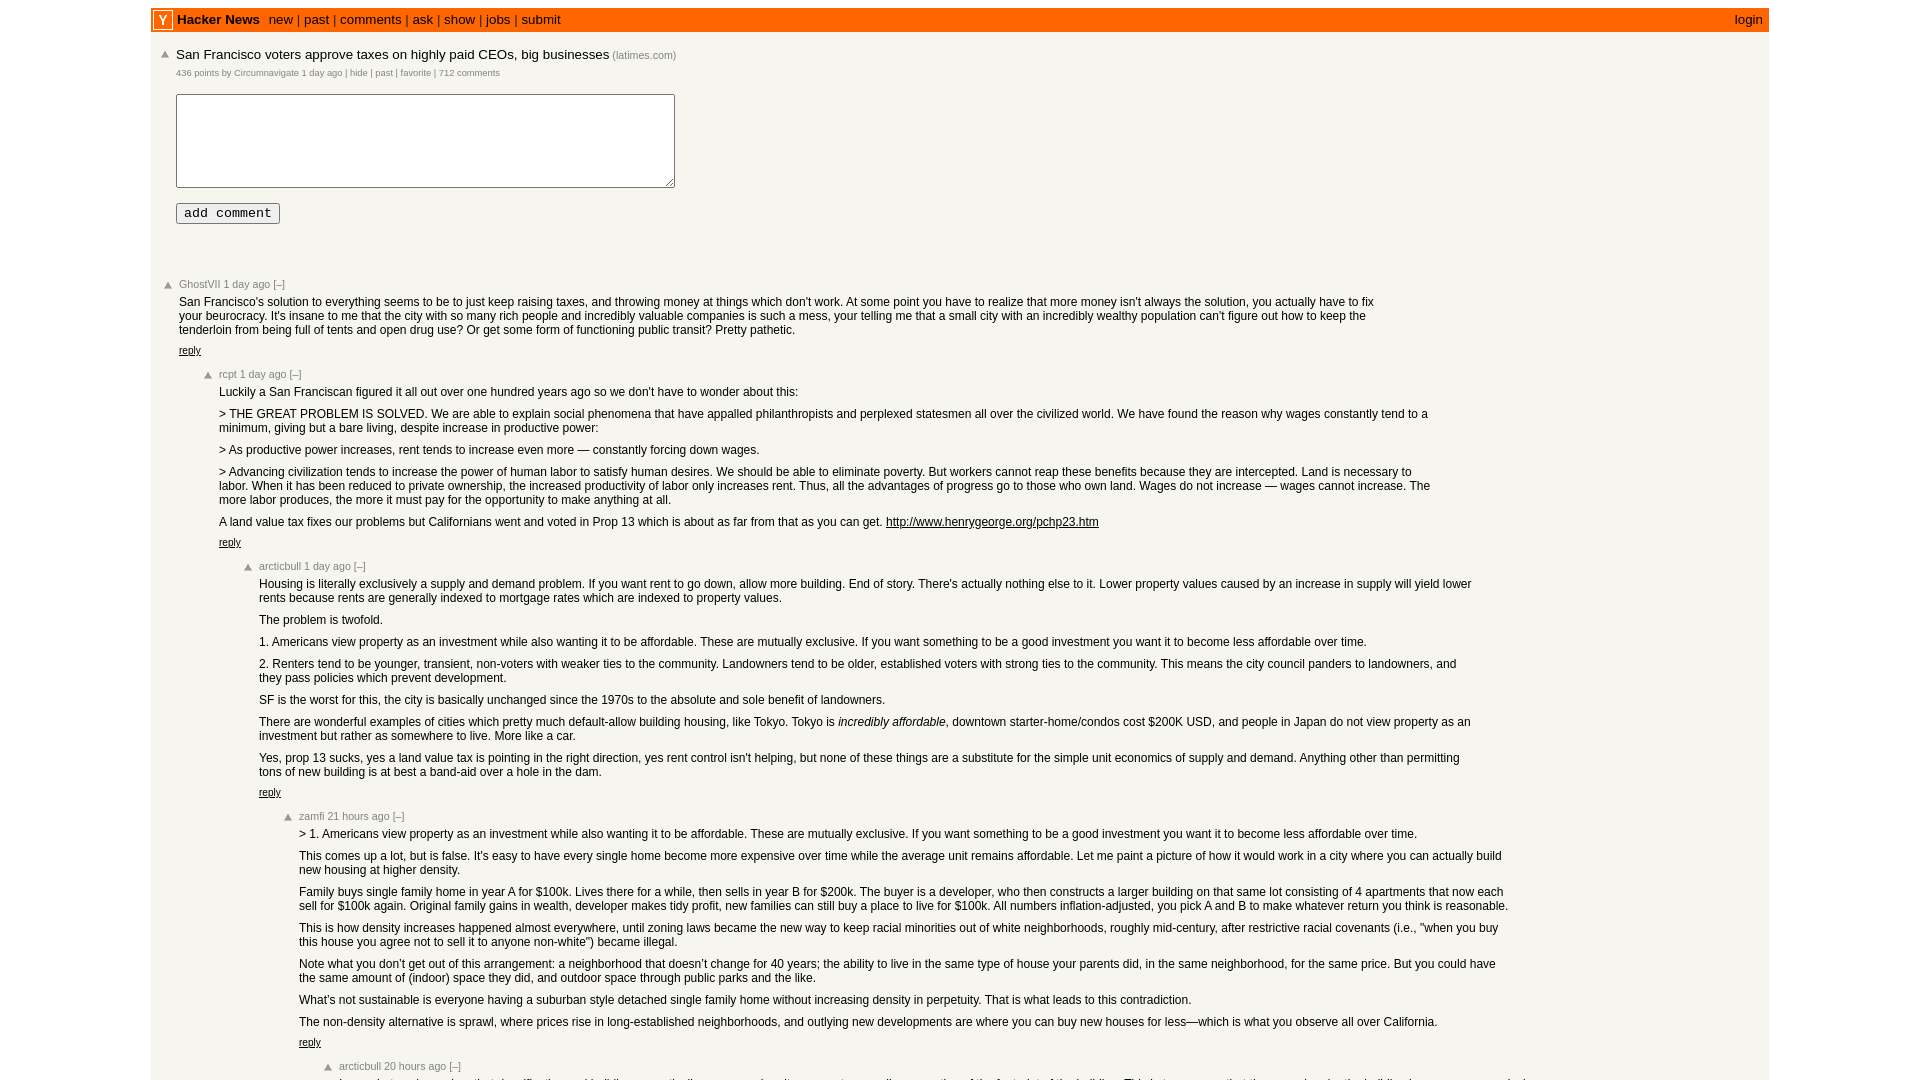 Y Hacker News new | past | comments | ask | show | jobs | submit login
San Francisco voters approve taxes on highly paid CEOs, big businesses (latimes.com)
436 points by Circumnavigate 1 day ago | hide | past | favorite | 712 comments
add comment
GhostVII 1 day ago [–]
San Francisco's solution to everything seems to be to just keep raising taxes, and throwing money at things which don't work. At some point you have to realize that more money isn't always the solution, you actually have to fix
your beurocracy. It's insane to me that the city with so many rich people and incredibly valuable companies is such a mess, your telling me that a small city with an incredibly wealthy population can't figure out how to keep the
tenderloin from being full of tents and open drug use? Or get some form of functioning public transit? Pretty pathetic.
reply
rcpt 1 day ago [–]
Luckily a San Franciscan figured it all out over one hundred years ago so we don't have to wonder about this:
> THE GREAT PROBLEM IS SOLVED. We are able to explain social phenomena that have appalled philanthropists and perplexed statesmen all over the civilized world. We have found the reason why wages constantly tend to a
minimum, giving but a bare living, despite increase in productive power:
> As productive power increases, rent tends to increase even more — constantly forcing down wages.
> Advancing civilization tends to increase the power of human labor to satisfy human desires. We should be able to eliminate poverty. But workers cannot reap these benefits because they are intercepted. Land is necessary to
labor. When it has been reduced to private ownership, the increased productivity of labor only increases rent. Thus, all the advantages of progress go to those who own land. Wages do not increase — wages cannot increase. The
more labor produces, the more it must pay for the opportunity to make anything at all.
A land value tax fixes our problems but Californians went and voted in Prop 13 which is about as far from that as you can get. http://www.henrygeorge.org/pchp23.htm
reply
arcticbull 1 day ago [–]
Housing is literally exclusively a supply and demand problem. If you want rent to go down, allow more building. End of story. There's actually nothing else to it. Lower property values caused by an increase in supply will yield lower
rents because rents are generally indexed to mortgage rates which are indexed to property values.
The problem is twofold.
1. Americans view property as an investment while also wanting it to be affordable. These are mutually exclusive. If you want something to be a good investment you want it to become less affordable over time.
2. Renters tend to be younger, transient, non-voters with weaker ties to the community. Landowners tend to be older, established voters with strong ties to the community. This means the city council panders to landowners, and
they pass policies which prevent development.
SF is the worst for this, the city is basically unchanged since the 1970s to the absolute and sole benefit of landowners.
There are wonderful examples of cities which pretty much default-allow building housing, like Tokyo. Tokyo is incredibly affordable, downtown starter-home/condos cost $200K USD, and people in Japan do not view property as an
investment but rather as somewhere to live. More like a car.
Yes, prop 13 sucks, yes a land value tax is pointing in the right direction, yes rent control isn't helping, but none of these things are a substitute for the simple unit economics of supply and demand. Anything other than permitting
tons of new building is at best a band-aid over a hole in the dam.
reply
zamfi 21 hours ago [–]
> 1. Americans view property as an investment while also wanting it to be affordable. These are mutually exclusive. If you want something to be a good investment you want it to become less affordable over time.
This comes up a lot, but is false. It's easy to have every single home become more expensive over time while the average unit remains affordable. Let me paint a picture of how it would work in a city where you can actually build
new housing at higher density.
Family buys single family home in year A for $100k. Lives there for a while, then sells in year B for $200k. The buyer is a developer, who then constructs a larger building on that same lot consisting of 4 apartments that now each
sell for $100k again. Original family gains in wealth, developer makes tidy profit, new families can still buy a place to live for $100k. All numbers inflation-adjusted, you pick A and B to make whatever return you think is reasonable.
This is how density increases happened almost everywhere, until zoning laws became the new way to keep racial minorities out of white neighborhoods, roughly mid-century, after restrictive racial covenants (i.e., "when you buy
this house you agree not to sell it to anyone non-white") became illegal.
Note what you don’t get out of this arrangement: a neighborhood that doesn’t change for 40 years; the ability to live in the same type of house your parents did, in the same neighborhood, for the same price. But you could have
the same amount of (indoor) space they did, and outdoor space through public parks and the like.
What’s not sustainable is everyone having a suburban style detached single family home without increasing density in perpetuity. That is what leads to this contradiction.
The non-density alternative is sprawl, where prices rise in long-established neighborhoods, and outlying new developments are where you can buy new houses for less—which is what you observe all over California.
reply
arcticbull 20 hours ago [–]